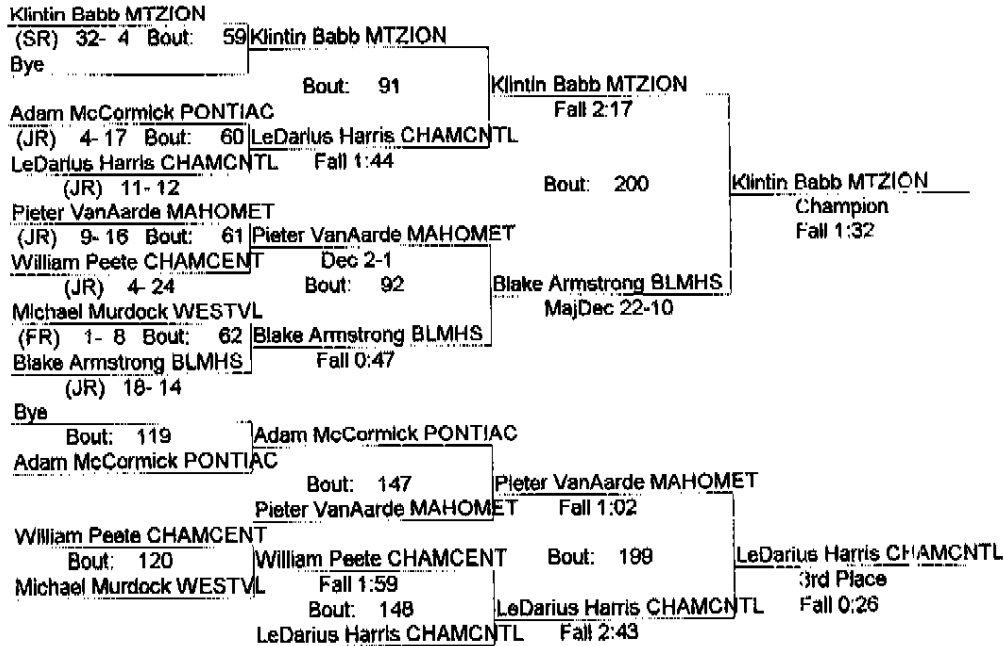 Klintin Babb MTZION
(SR) 32- 4 Bout: 59 Klintin Babb MTZION
Bye
Bout: 91 Klintin Babb MTZION
Adam McCormick PONTIAC Fall 2:17
(JR) 4- 17 Bout: 60 LeDarius Harris CHAMCNTL
LeDarius Harris CHAMCNTL Fall 1:44
(JR) 11- 12 Bout: 200 Klintin Babb MTZION
Pieter VanAarde MAHOMET Champion
(JR) 9- 16 Bout: 61 Pieter VanAarde MAHOMET Fall 1:32
William Peete CHAMCENT Dec 2-1
(JR) 4- 24 Bout: 92 Blake Armstrong BLMHS
Michael Murdock WESTVL MajDec 22-10
(FR) 1- 8 Bout: 62 Blake Armstrong BLMHS
Blake Armstrong BLMHS Fall 0:47
(JR) 18- 14
Bye
Bout: 119 Adam McCormick PONTIAC
Adam McCormick PONTIAC
Bout: 147 Pieter VanAarde MAHOMET
Pieter VanAarde MAHOMET Fall 1:02
William Peete CHAMCENT
Bout: 120 William Peete CHAMCENT Bout: 199 LeDarius Harris CHAMCNTL
Michael Murdock WESTVL Fall 1:59 3rd Place
Bout: 148 LeDarius Harris CHAMCNTL Fall 0:26
LeDarius Harris CHAMCNTL Fall 2:43